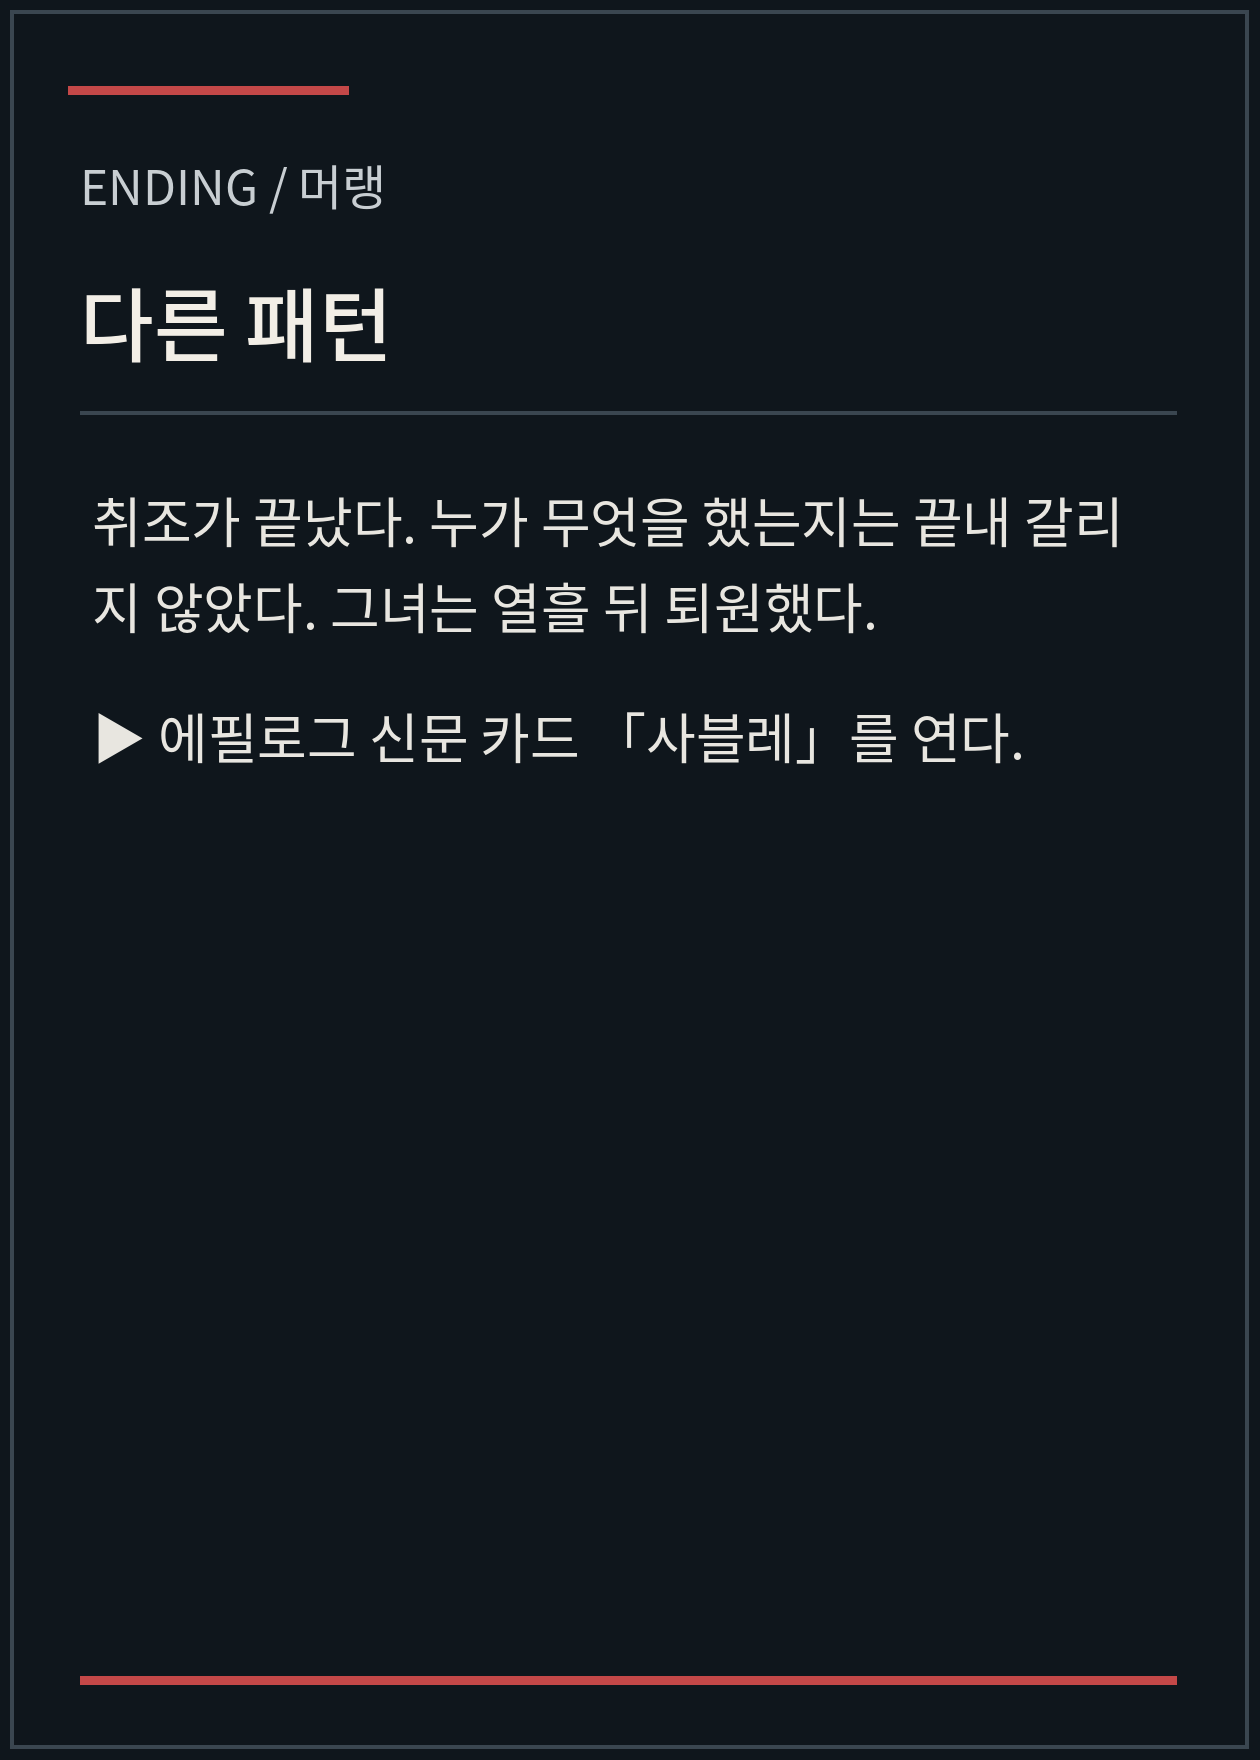 ENDING / 머랭
다른 패턴
취조가 끝났다. 누가 무엇을 했는지는 끝내 갈리
지 않았다. 그녀는 열흘 뒤 퇴원했다.
▶ 에필로그 신문 카드 「사블레」를 연다.